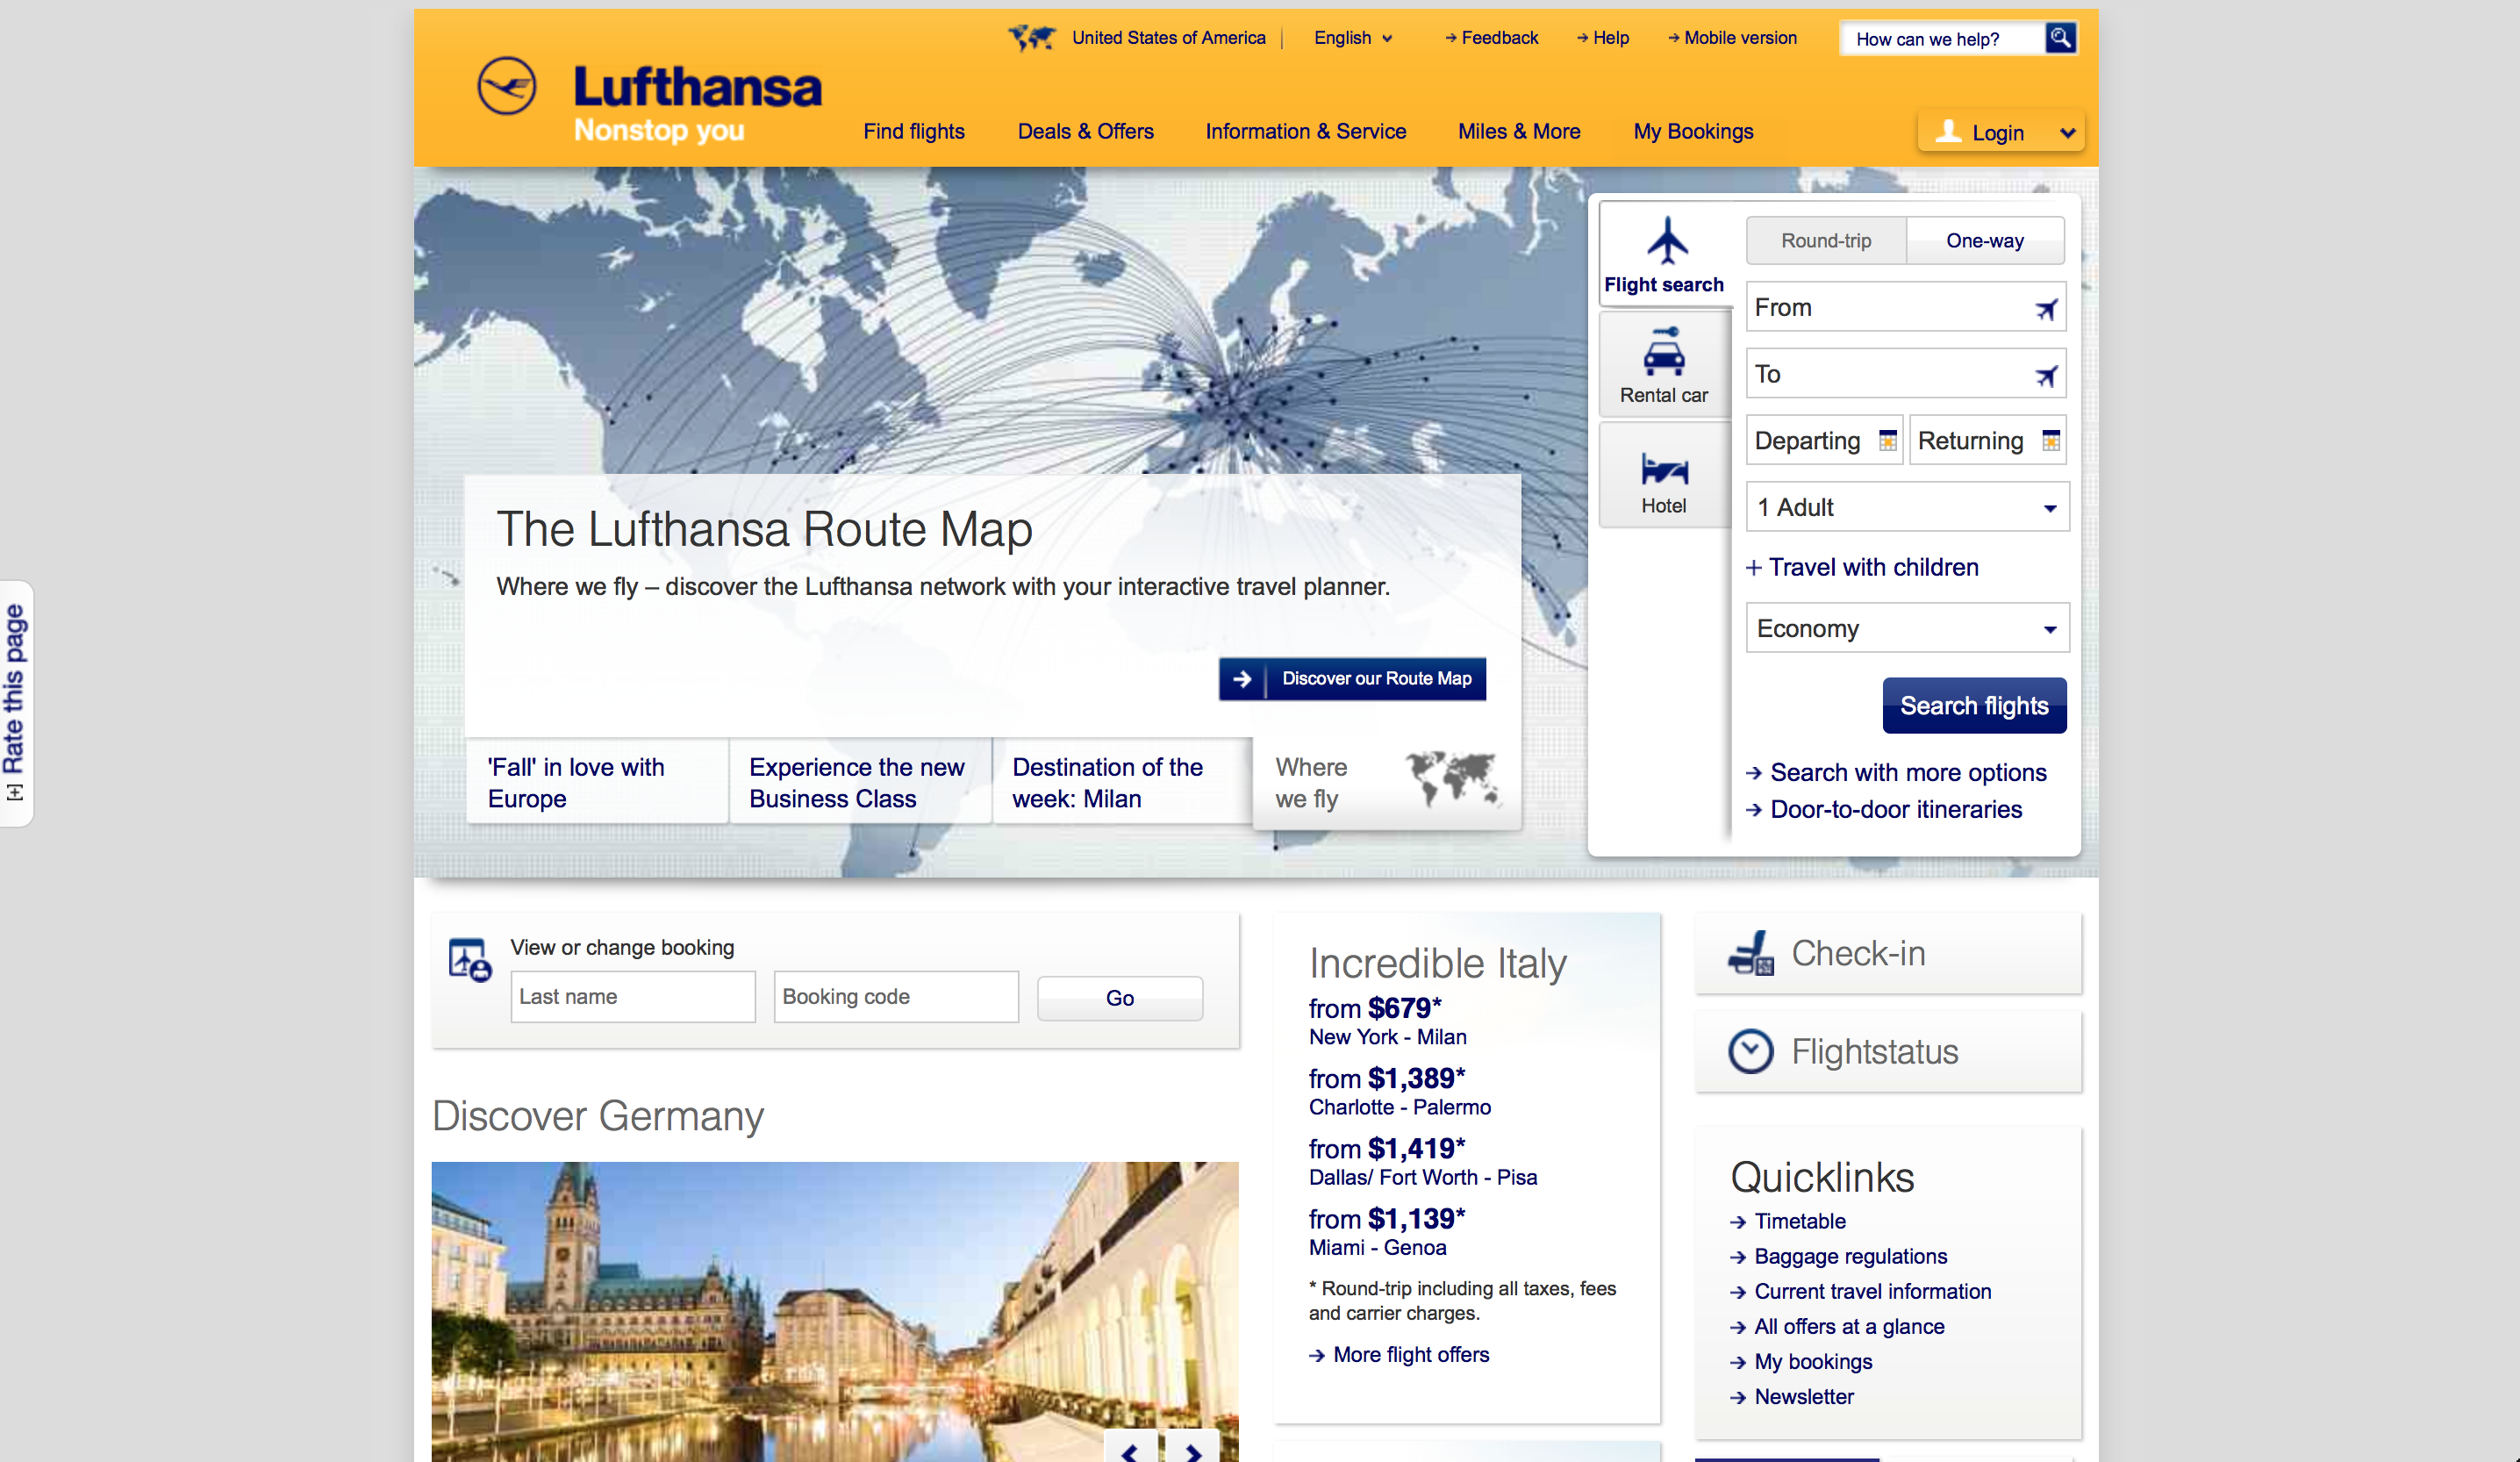 United States of America
English
Feedback
Help
Mobile version
How can we help?
Lufthansa
Nonstop you
Find flights
Deals & Offers
Information & Service
Miles & More
My Bookings
Login
Flight search
Rental car
Hotel
Round-trip
One-way
From
To
Departing
Returning
1 Adult
+ Travel with children
Economy
Search flights
Search with more options
Door-to-door itineraries
The Lufthansa Route Map
Where we fly – discover the Lufthansa network with your interactive travel planner.
Discover our Route Map
'Fall' in love with
Europe
Experience the new
Business Class
Destination of the
week: Milan
Where
we fly
[+] Rate this page
View or change booking
Last name
Booking code
Go
Discover Germany
Incredible Italy
from $679*
New York - Milan
from $1,389*
Charlotte - Palermo
from $1,419*
Dallas/ Fort Worth - Pisa
from $1,139*
Miami - Genoa
* Round-trip including all taxes, fees
and carrier charges.
More flight offers
Check-in
Flightstatus
Quicklinks
Timetable
Baggage regulations
Current travel information
All offers at a glance
My bookings
Newsletter